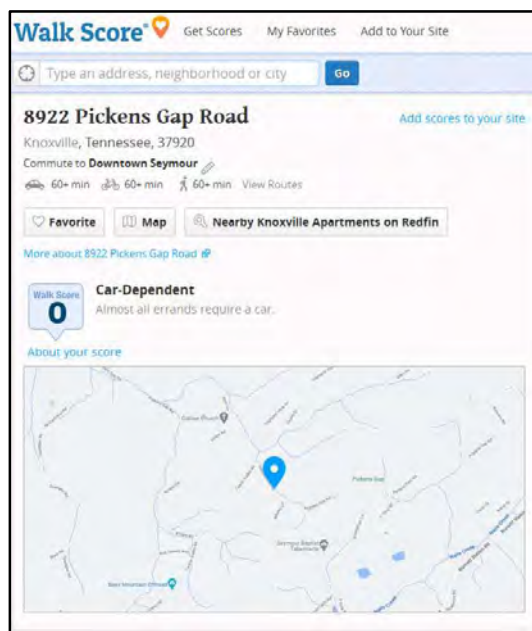 Walk Score® Get Scores My Favorites Add to Your Site
Type an address, neighborhood or city Go
8922 Pickens Gap Road Add scores to your site
Knoxville, Tennessee, 37920
Commute to Downtown Seymour
60+ min 60+ min 60+ min View Routes
Favorite Map Nearby Knoxville Apartments on Redfin
More about 8922 Pickens Gap Road
Walk Score
0
Car-Dependent
Almost all errands require a car.
About your score
Pickens Gap
Seymour Baptist
Tabernacle